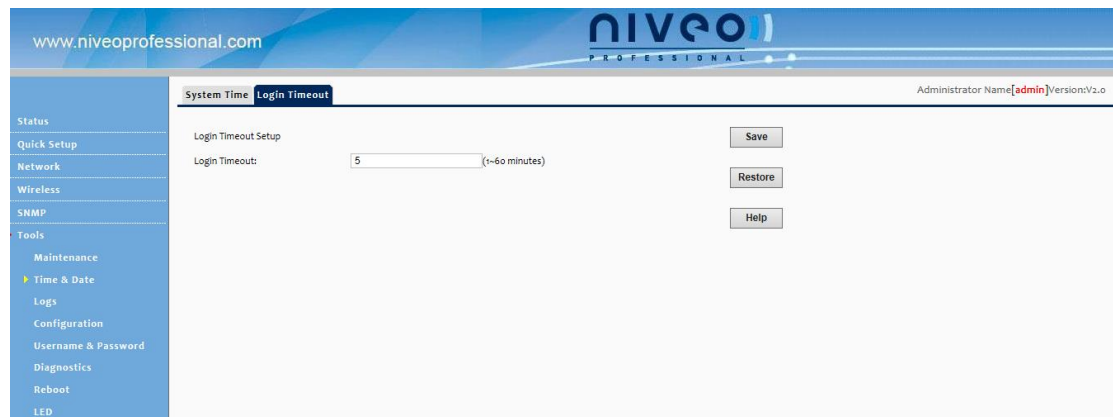 www.niveoprofessional.com
niveo
PROFESSIONAL
System Time Login Timeout
Administrator Name[admin]Version:V2.0
Status
Quick Setup
Network
Wireless
SNMP
Tools
Maintenance
Time & Date
Logs
Configuration
Username & Password
Diagnostics
Reboot
LED
Login Timeout Setup
Login Timeout: 5 (1~60 minutes)
Save
Restore
Help